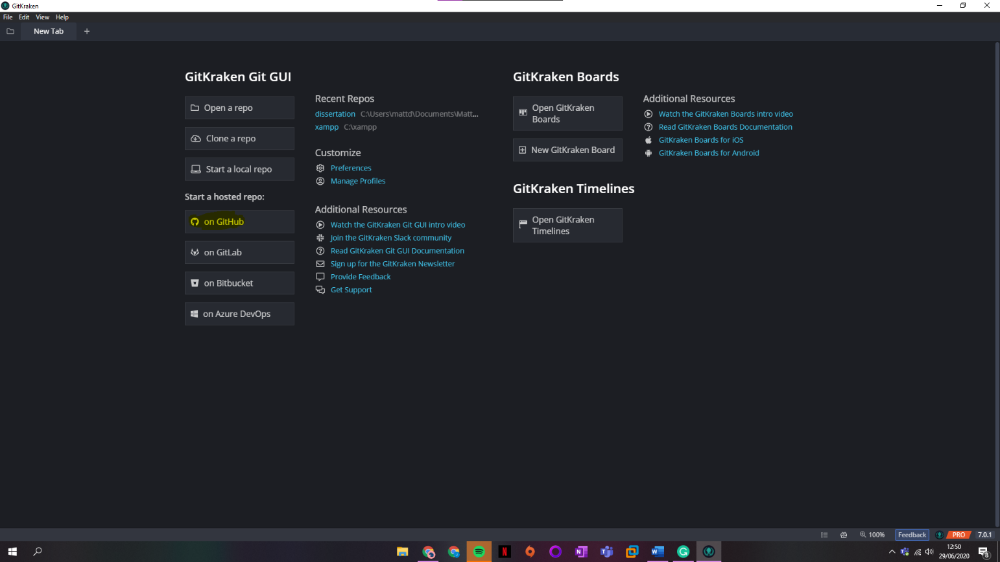 GitKraken
File Edit View Help
New Tab
GitKraken Git GUI
Open a repo
Clone a repo
Start a local repo
Start a hosted repo:
on GitHub
on GitLab
on Bitbucket
on Azure DevOps
Recent Repos
dissertation C:\Users\mattd\Documents\Matt...
xampp C:\xampp
Customize
Preferences
Manage Profiles
Additional Resources
Watch the GitKraken Git GUI intro video
Join the GitKraken Slack community
Read GitKraken Git GUI Documentation
Sign up for the GitKraken Newsletter
Provide Feedback
Get Support
GitKraken Boards
Open GitKraken
Boards
New GitKraken Board
Additional Resources
Watch the GitKraken Boards intro video
Read GitKraken Boards Documentation
GitKraken Boards for iOS
GitKraken Boards for Android
GitKraken Timelines
Open GitKraken
Timelines
100% Feedback PRO 7.0.1
12:50
29/06/2020
8